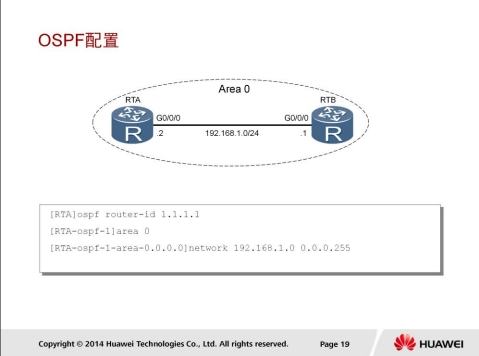 OSPF配置
Area 0
RTA
RTB
G0/0/0
G0/0/0
R
R
.2
192.168.1.0/24
.1
[RTA]ospf router-id 1.1.1.1
[RTA-ospf-1]area 0
[RTA-ospf-1-area-0.0.0.0]network 192.168.1.0 0.0.0.255
Copyright © 2014 Huawei Technologies Co., Ltd. All rights reserved.
Page 19
HUAWEI